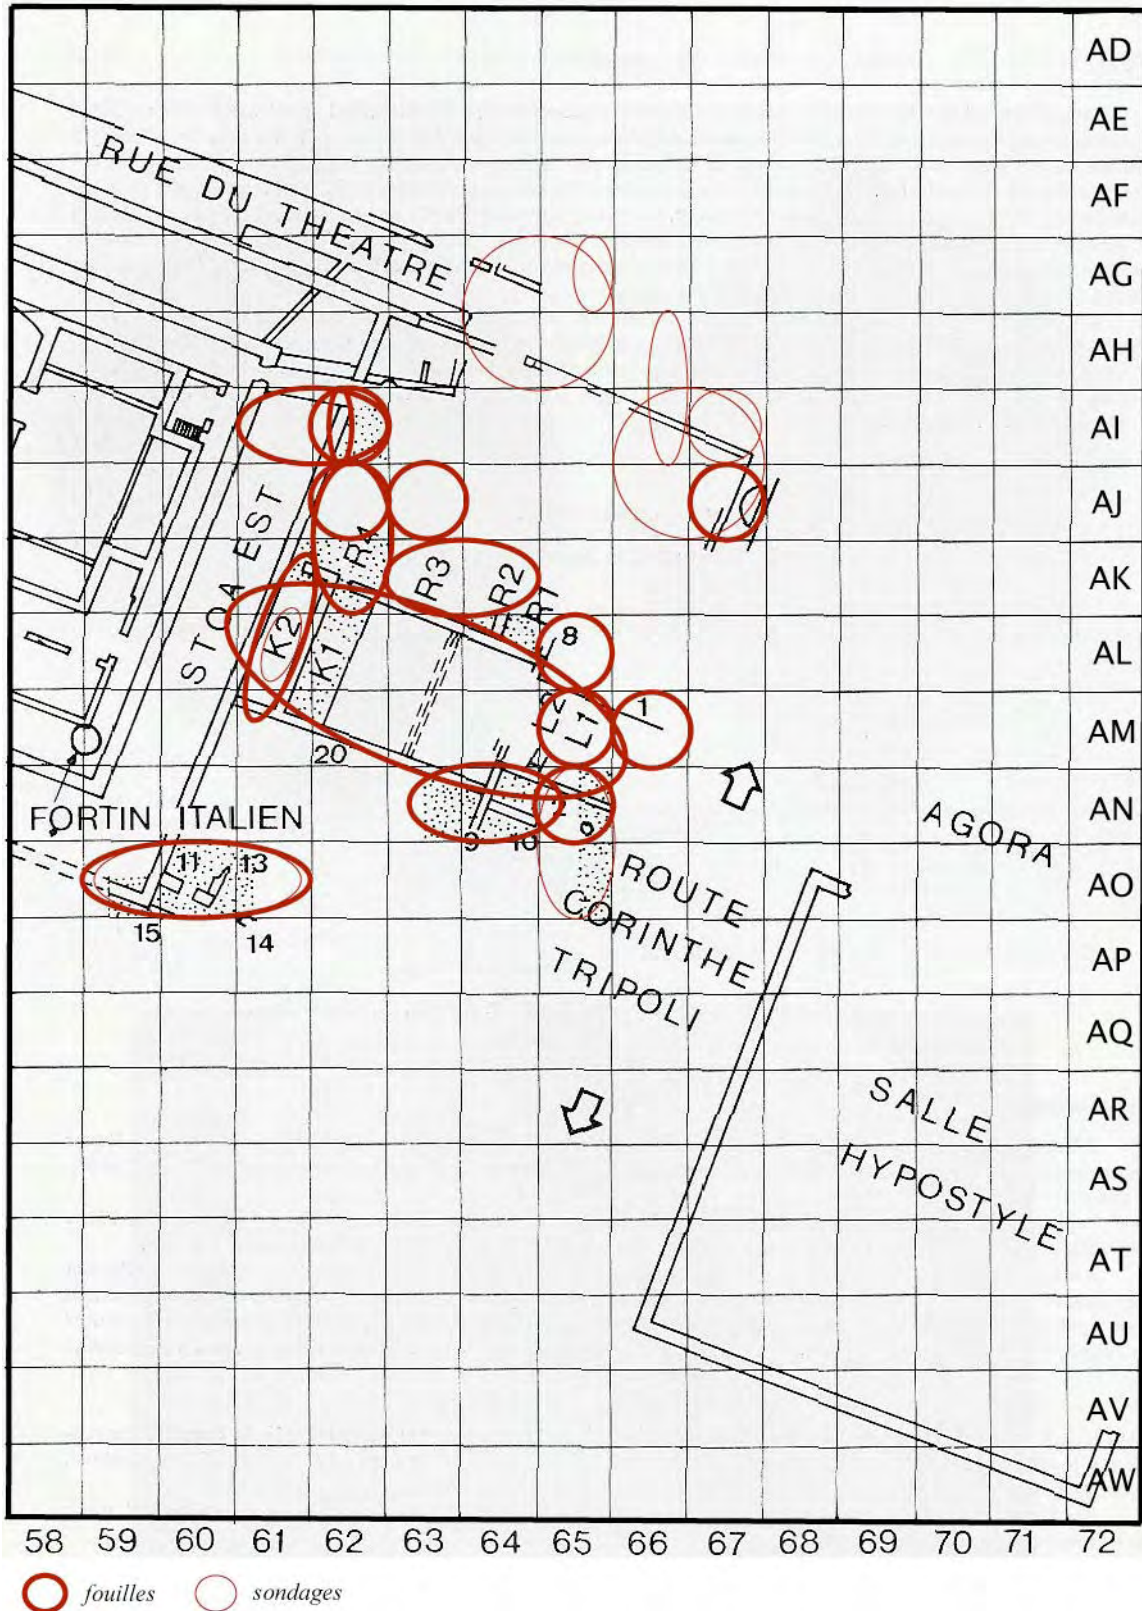 AD
AE
RUE DU THEATRE
AF
AG
AH
AI
AJ
STOA EST
R4
R3
R2
R1
AK
K2
K1
8
AL
L2
L1
1
AM
20
FORTIN ITALIEN
9
10
AN
AGORA
11
13
ROUTE
AO
15
14
CORINTHE
TRIPOLI
AP
AQ
SALLE
AR
HYPOSTYLE
AS
AT
AU
AV
AW
58 59 60 61 62 63 64 65 66 67 68 69 70 71 72
fouilles sondages